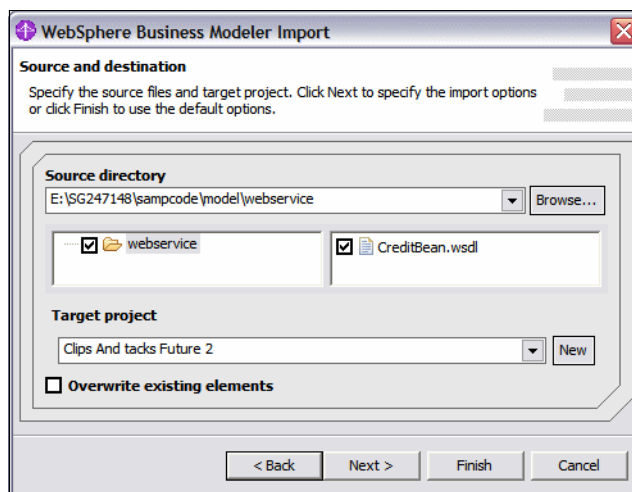 WebSphere Business Modeler Import
Source and destination
Specify the source files and target project. Click Next to specify the import options
or click Finish to use the default options.
Source directory
E:\SG247148\sampcode\model\webservice
Browse...
webservice
CreditBean.wsdl
Target project
Clips And tacks Future 2
New
Overwrite existing elements
< Back
Next >
Finish
Cancel